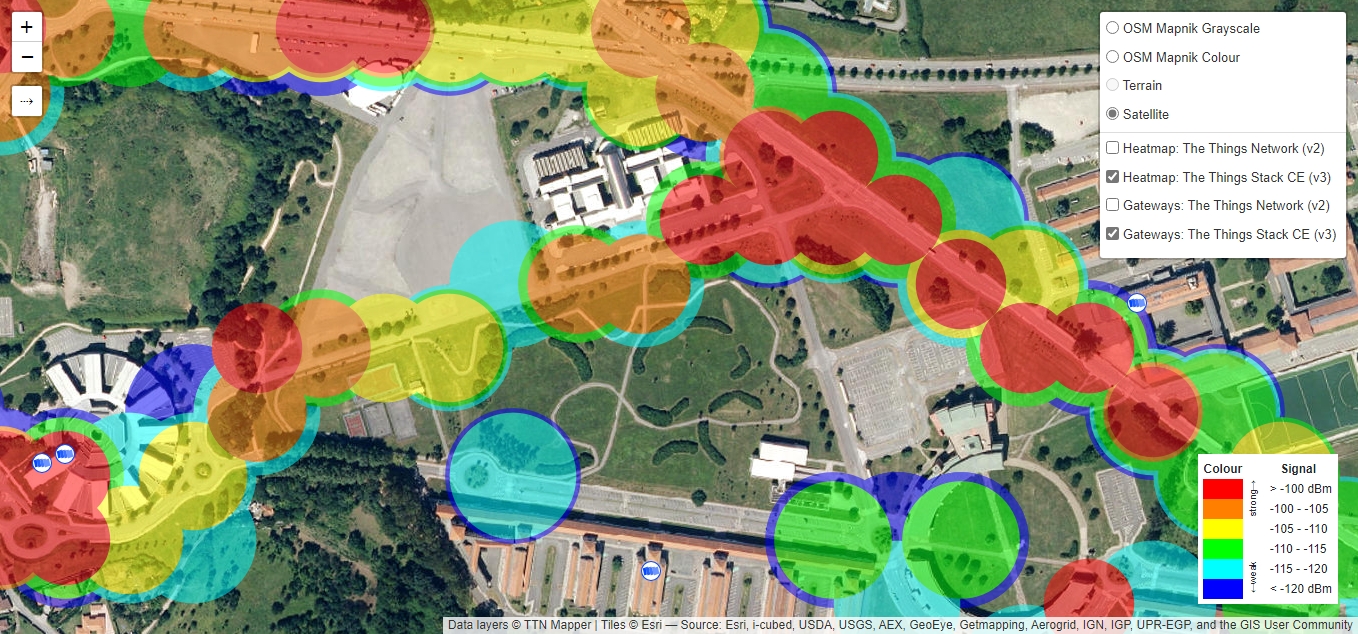 +
−
OSM Mapnik Grayscale
OSM Mapnik Colour
Terrain
Satellite
Heatmap: The Things Network (v2)
Heatmap: The Things Stack CE (v3)
Gateways: The Things Network (v2)
Gateways: The Things Stack CE (v3)
Colour Signal
> -100 dBm
-100 - -105
-105 - -110
-110 - -115
-115 - -120
< -120 dBm
strong→
←weak
Data layers © TTN Mapper | Tiles © Esri — Source: Esri, i-cubed, USDA, USGS, AEX, GeoEye, Getmapping, Aerogrid, IGN, IGP, UPR-EGP, and the GIS User Community